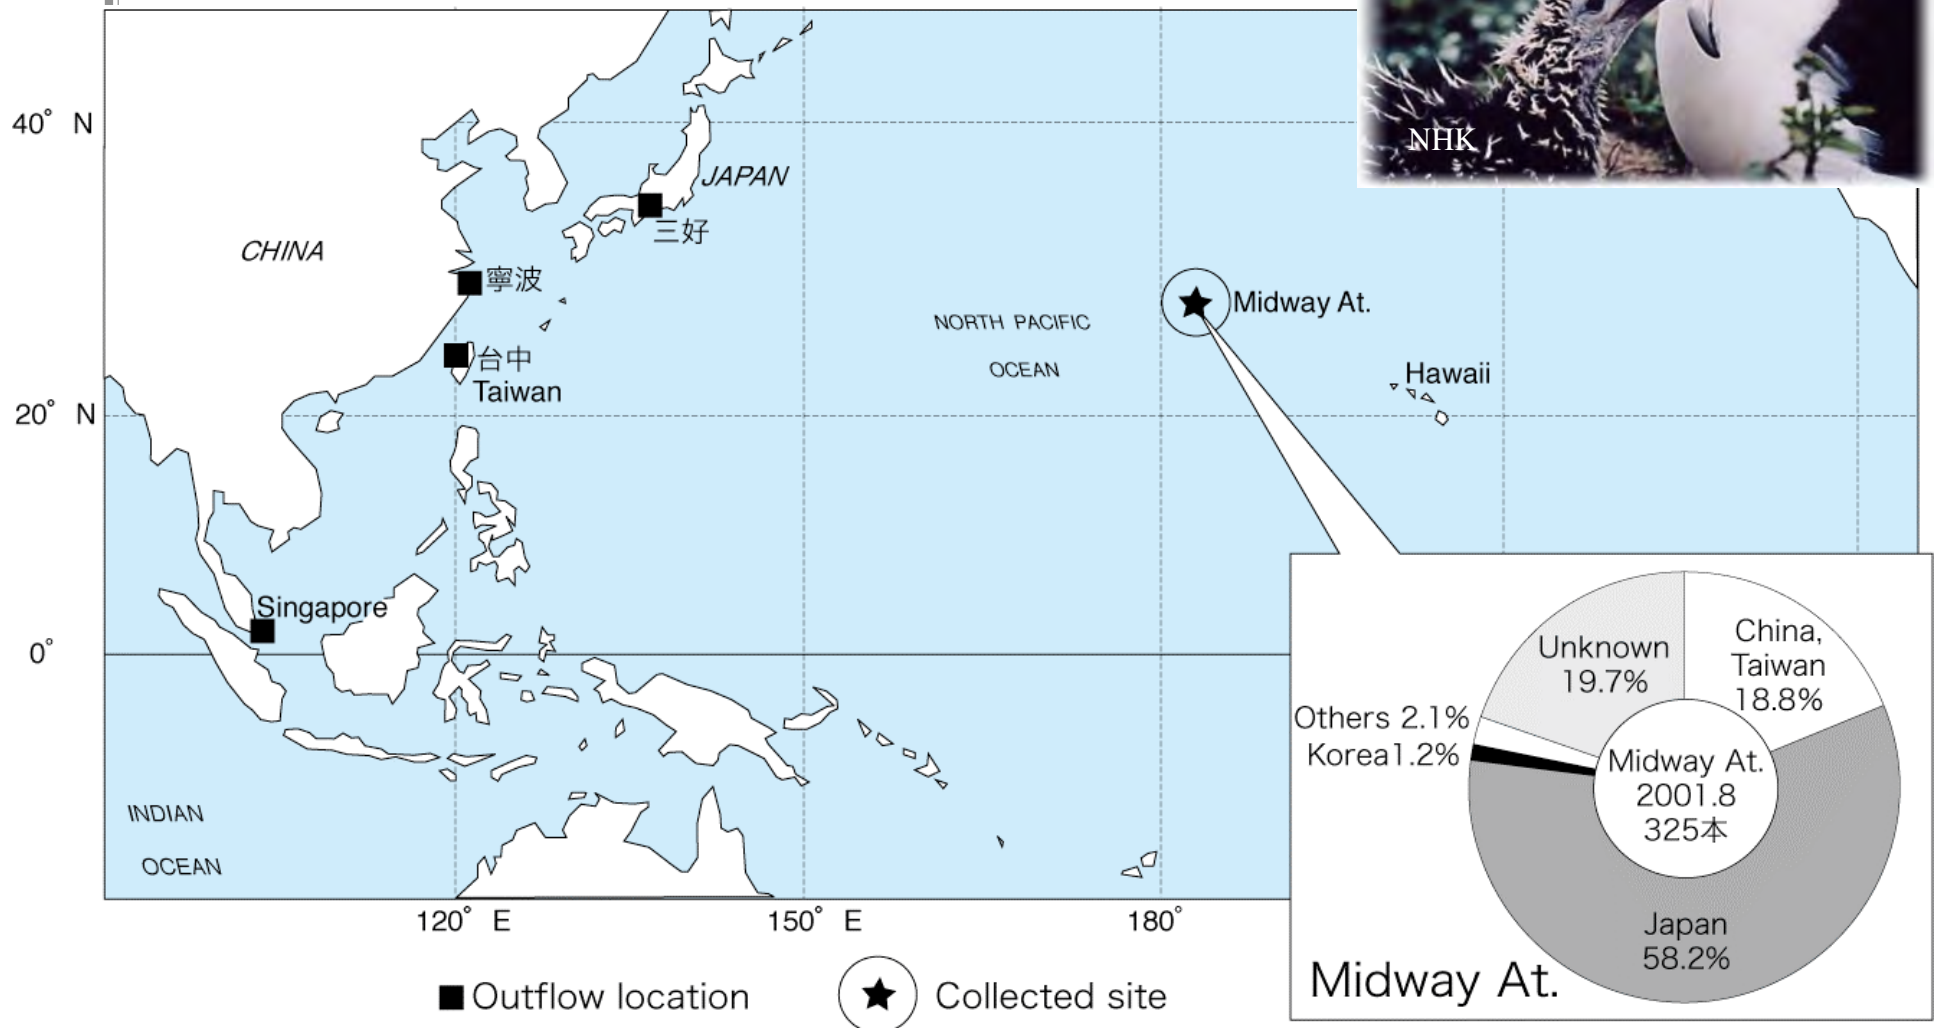 NHK
40° N
JAPAN
三好
CHINA
寧波
Midway At.
NORTH PACIFIC
OCEAN
台中
Taiwan
Hawaii
20° N
Singapore
0°
INDIAN
OCEAN
120° E
150° E
180°
Unknown
19.7%
China,
Taiwan
18.8%
Others 2.1%
Korea1.2%
Midway At.
2001.8
325本
Japan
58.2%
Midway At.
Outflow location
Collected site